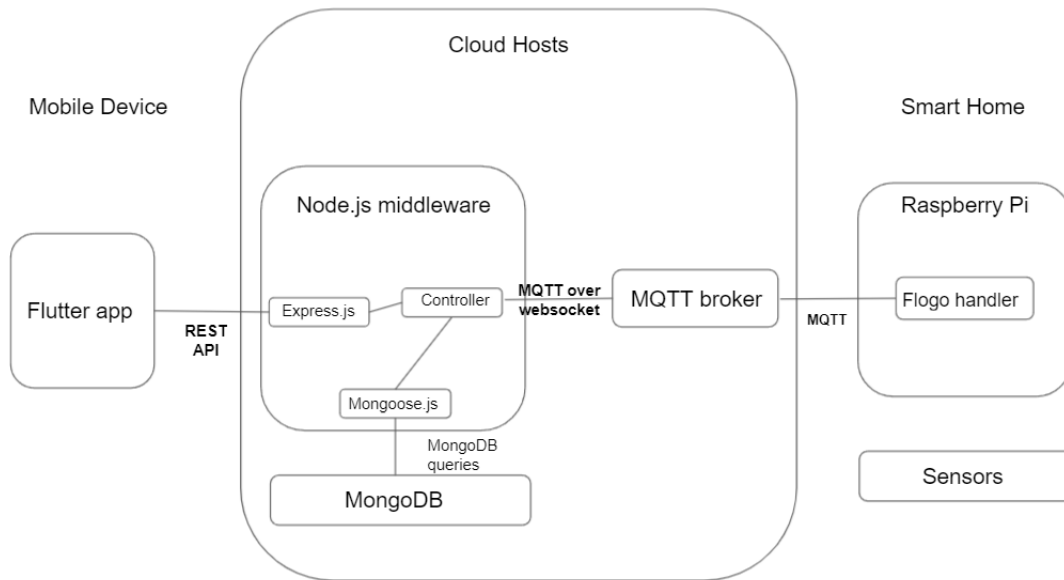 Cloud Hosts
Mobile Device
Smart Home
Node.js middleware
Raspberry Pi
Flutter app
REST
API
Express.js
Controller
MQTT over
websocket
MQTT broker
MQTT
Flogo handler
Mongoose.js
MongoDB
queries
MongoDB
Sensors